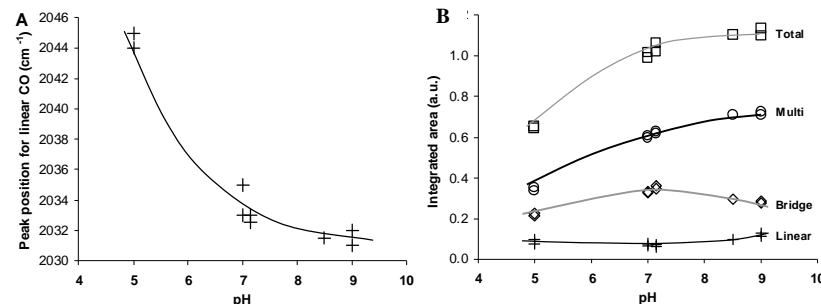 A
Peak position for linear CO (cm⁻¹)
2046
2044
2042
2040
2038
2036
2034
2032
2030
4 5 6 7 8 9 10
pH
B
Integrated area (a.u.)
1.0
0.8
0.6
0.4
0.2
0.0
Total
Multi
Bridge
Linear
4 5 6 7 8 9 10
pH